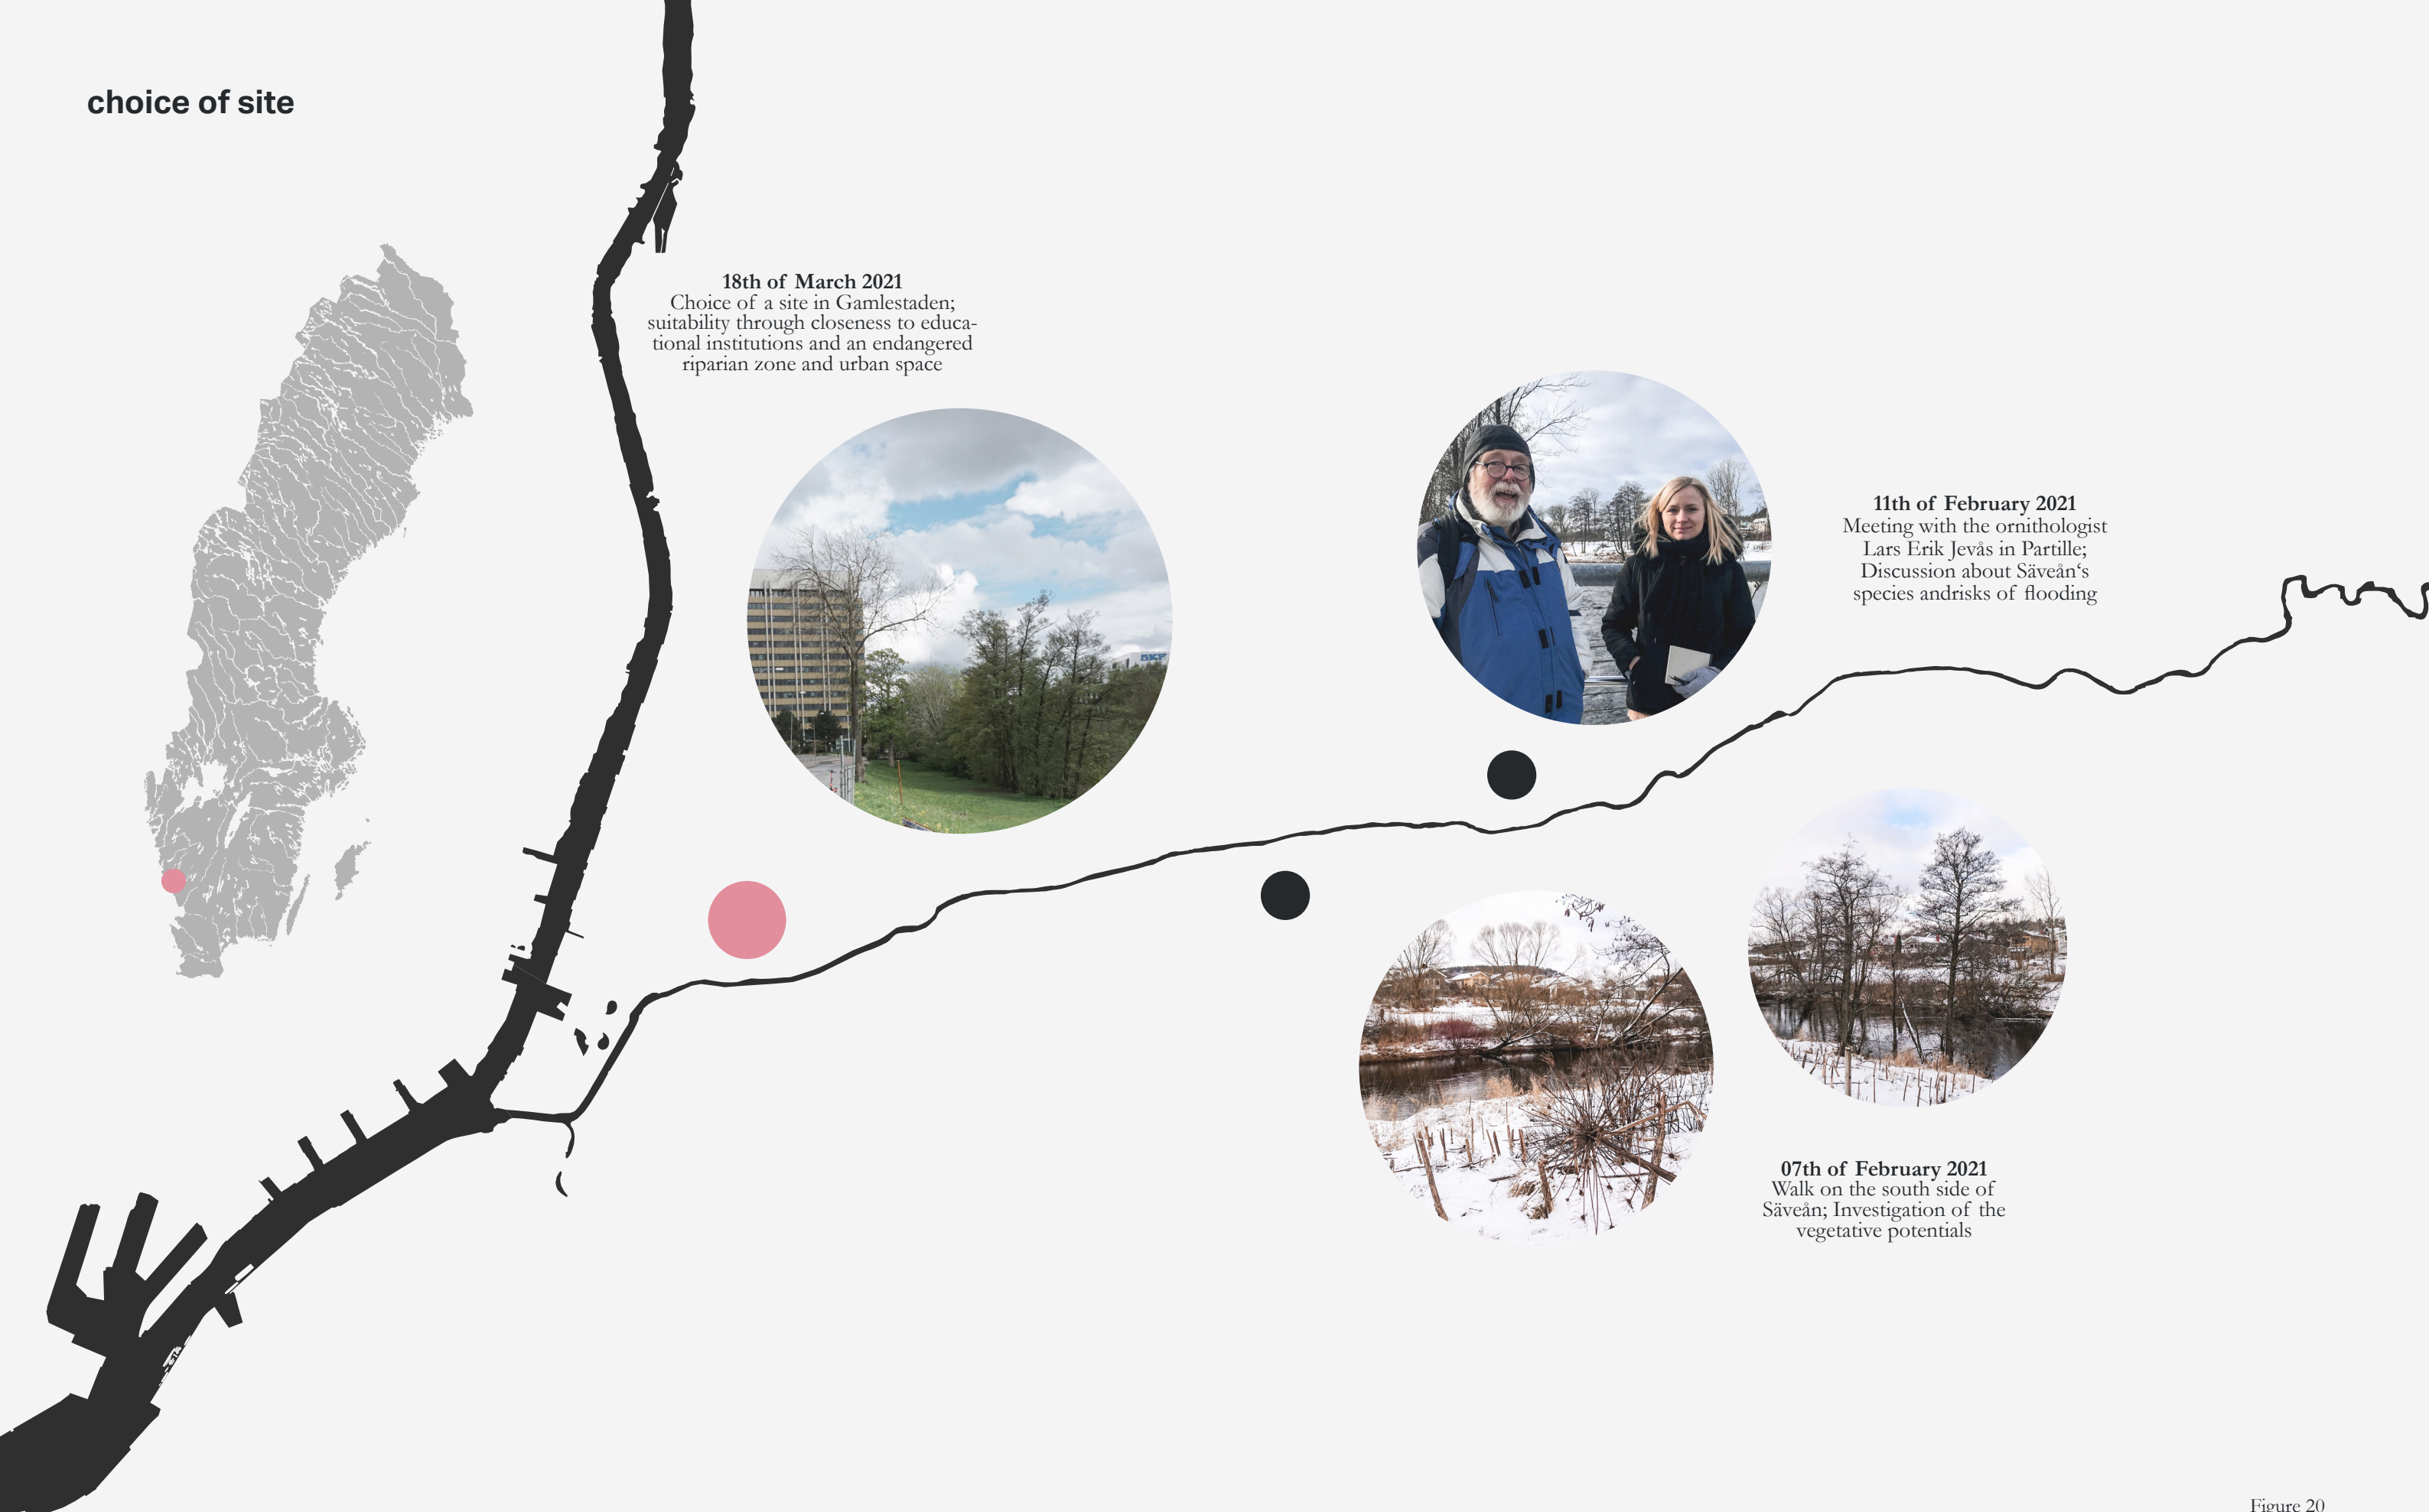 choice of site
18th of March 2021
Choice of a site in Gamlestaden;
suitability through closeness to educa-
tional institutions and an endangered
riparian zone and urban space
SKF
11th of February 2021
Meeting with the ornithologist
Lars Erik Jevås in Partille;
Discussion about Säveån‘s
species andrisks of flooding
07th of February 2021
Walk on the south side of
Säveån; Investigation of the
vegetative potentials
Figure 20